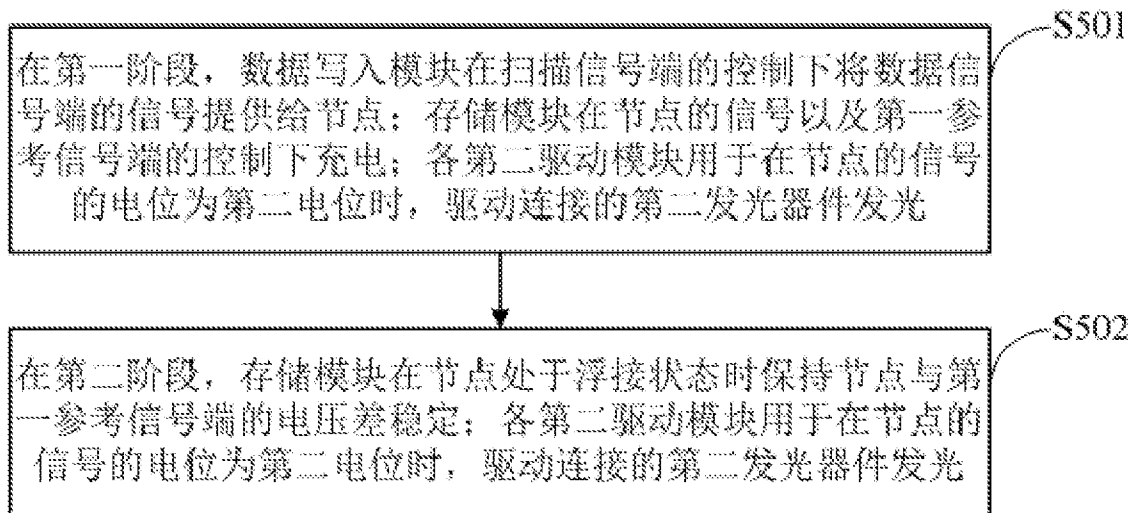 S501
在第一阶段，数据写入模块在扫描信号端的控制下将数据信
号端的信号提供给节点；存储模块在节点的信号以及第一参
考信号端的控制下充电；各第二驱动模块用于在节点的信号
的电位为第二电位时，驱动连接的第二发光器件发光
S502
在第二阶段，存储模块在节点处于浮接状态时保持节点与第
一参考信号端的电压差稳定；各第二驱动模块用于在节点的
信号的电位为第二电位时，驱动连接的第二发光器件发光